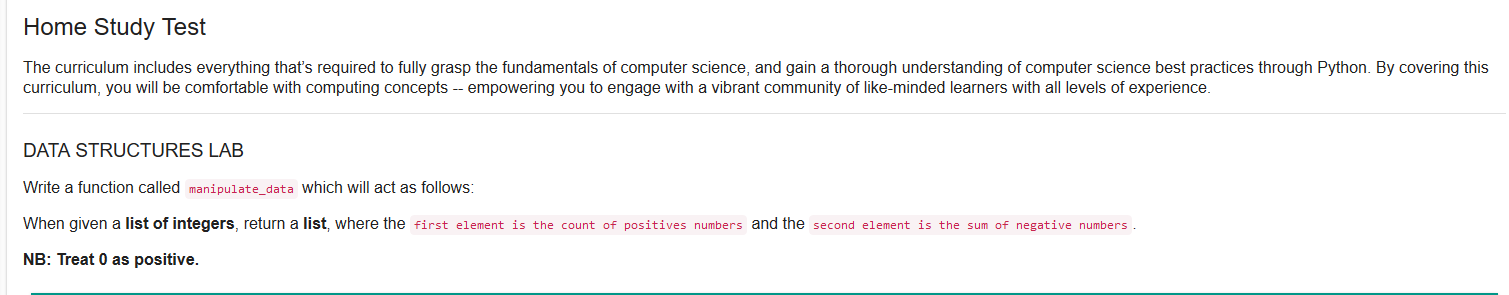 Home Study Test
The curriculum includes everything that's required to fully grasp the fundamentals of computer science, and gain a thorough understanding of computer science best practices through Python. By covering this
curriculum, you will be comfortable with computing concepts -- empowering you to engage with a vibrant community of like-minded learners with all levels of experience.
DATA STRUCTURES LAB
Write a function called manipulate_data which will act as follows:
When given a list of integers, return a list, where the first element is the count of positives numbers and the second element is the sum of negative numbers .
NB: Treat 0 as positive.